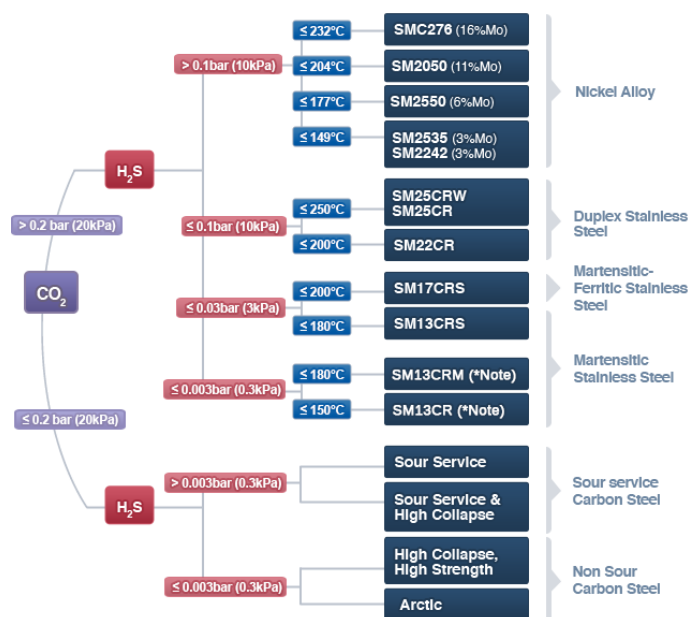 CO₂
> 0.2 bar (20kPa)
H₂S
> 0.1bar (10kPa)
≤ 232°C
SMC276 (16%Mo)
≤ 204°C
SM2050 (11%Mo)
≤ 177°C
SM2550 (6%Mo)
≤ 149°C
SM2535 (3%Mo)
SM2242 (3%Mo)
Nickel Alloy
≤ 0.1bar (10kPa)
≤ 250°C
SM25CRW
SM25CR
≤ 200°C
SM22CR
Duplex Stainless
Steel
≤ 0.03bar (3kPa)
≤ 200°C
SM17CRS
Martensitic-
Ferritic Stainless
Steel
≤ 180°C
SM13CRS
≤ 0.003bar (0.3kPa)
≤ 180°C
SM13CRM (*Note)
≤ 150°C
SM13CR (*Note)
Martensitic
Stainless Steel
≤ 0.2 bar (20kPa)
H₂S
> 0.003bar (0.3kPa)
Sour Service
Sour Service &
High Collapse
Sour service
Carbon Steel
≤ 0.003bar (0.3kPa)
High Collapse,
High Strength
Arctic
Non Sour
Carbon Steel